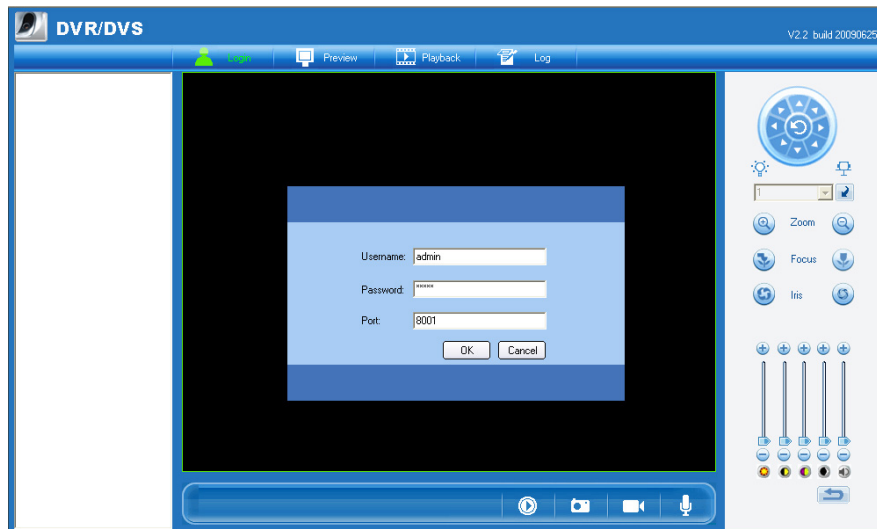 DVR/DVS
V2.2 build 20090625
Login Preview Playback Log
Username: admin
Password: *****
Port: 8001
OK Cancel
1
Zoom
Focus
Iris